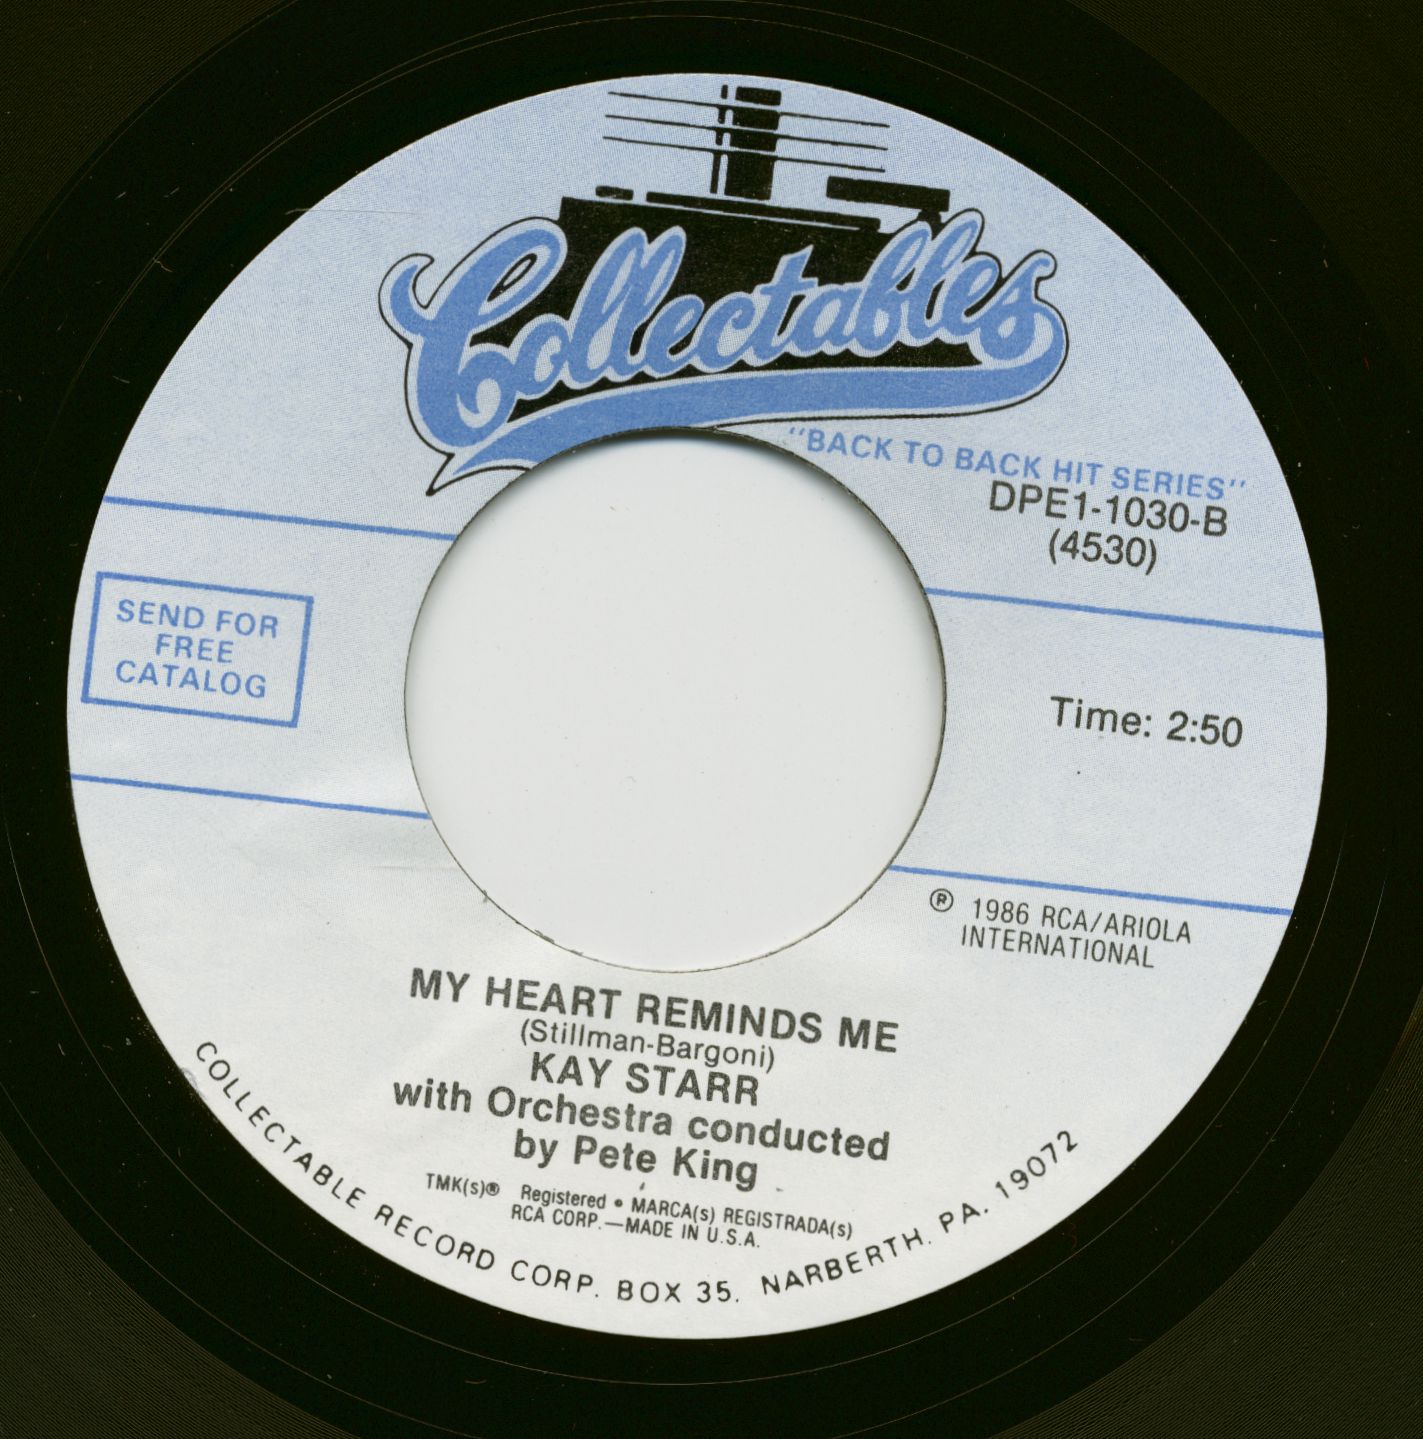 Collectables
"BACK TO BACK HIT SERIES"
DPE1-1030-B
(4530)
SEND FOR
FREE
CATALOG
Time: 2:50
® 1986 RCA/ARIOLA
INTERNATIONAL
MY HEART REMINDS ME
(Stillman-Bargoni)
KAY STARR
with Orchestra conducted
by Pete King
TMK(s)® Registered • MARCA(s) REGISTRADA(s)
RCA CORP.—MADE IN U.S.A.
COLLECTABLE RECORD CORP. BOX 35. NARBERTH. PA. 19072